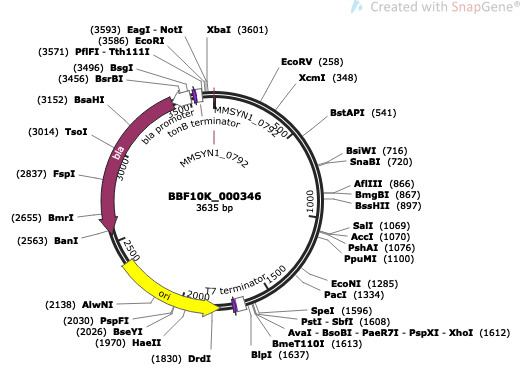 Created with SnapGene®
(3593) EagI - NotI
(3586) EcoRI
(3571) PflFI - Tth111I
(3496) BsgI
(3456) BsrBI
(3152) BsaHI
(3014) TsoI
(2837) FspI
(2655) BmrI
(2563) BanI
(2138) AlwNI
(2030) PspFI
(2026) BseYI
(1970) HaeII
(1830) DrdI
XbaI (3601)
EcoRV (258)
XcmI (348)
BstAPI (541)
BsiWI (716)
SnaBI (720)
AflIII (866)
BmgBI (867)
BssHII (897)
SalI (1069)
AccI (1070)
PshAI (1076)
PpuMI (1100)
EcoNI (1285)
PacI (1334)
SpeI (1596)
PstI - SbfI (1608)
AvaI - BsoBI - PaeR7I - PspXI - XhoI (1612)
BmeT110I (1613)
BlpI (1637)
MMSYN1_0792
tonB terminator
bla promoter
MMSYN1_0792
bla
ori
T7 terminator
500
1000
1500
2000
2500
3000
3500
BBF10K_000346
3635 bp